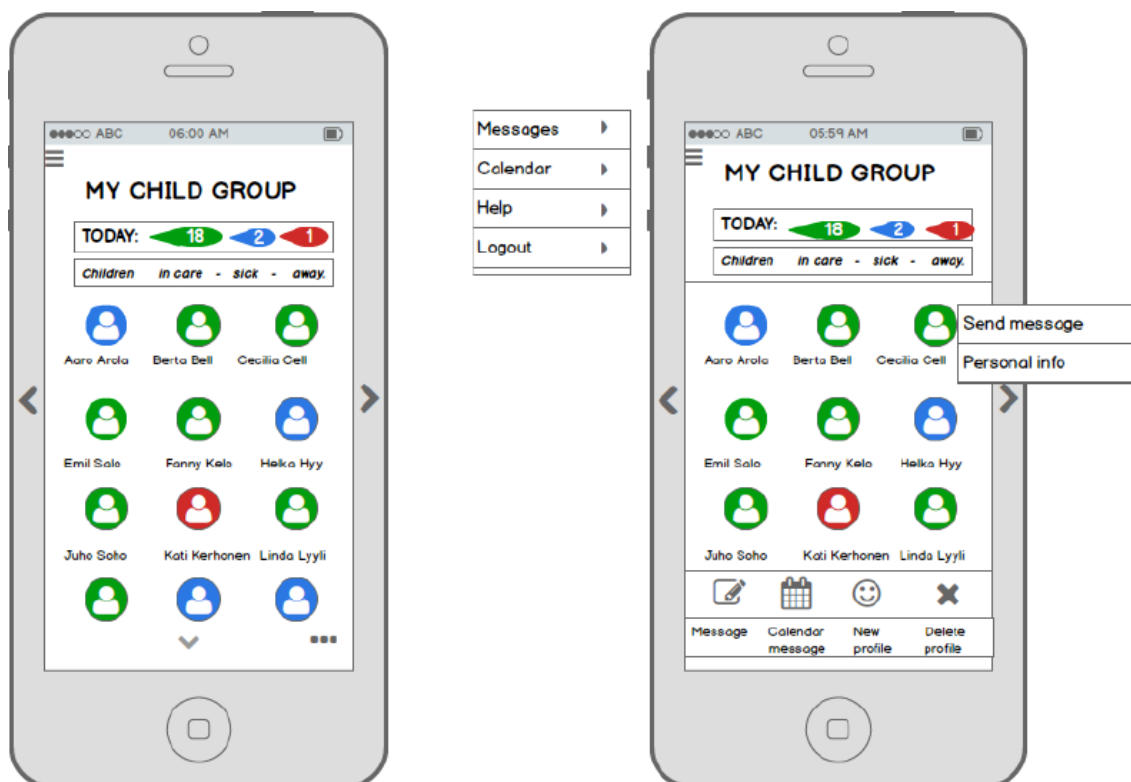 ABC 06:00 AM
MY CHILD GROUP
TODAY: 18 2 1
Children in care - sick - away.
Aaro Arola Berta Bell Cecilia Cell
Emil Salo Fanny Kelo Helka Hyy
Juho Soho Kati Kerhonen Linda Lyyli
Messages
Calendar
Help
Logout
ABC 05:59 AM
MY CHILD GROUP
TODAY: 18 2 1
Children in care - sick - away.
Aaro Arola Berta Bell Cecilia Cell
Send message
Personal info
Emil Salo Fanny Kelo Helka Hyy
Juho Soho Kati Kerhonen Linda Lyyli
Message Calendar New Delete
message profile profile